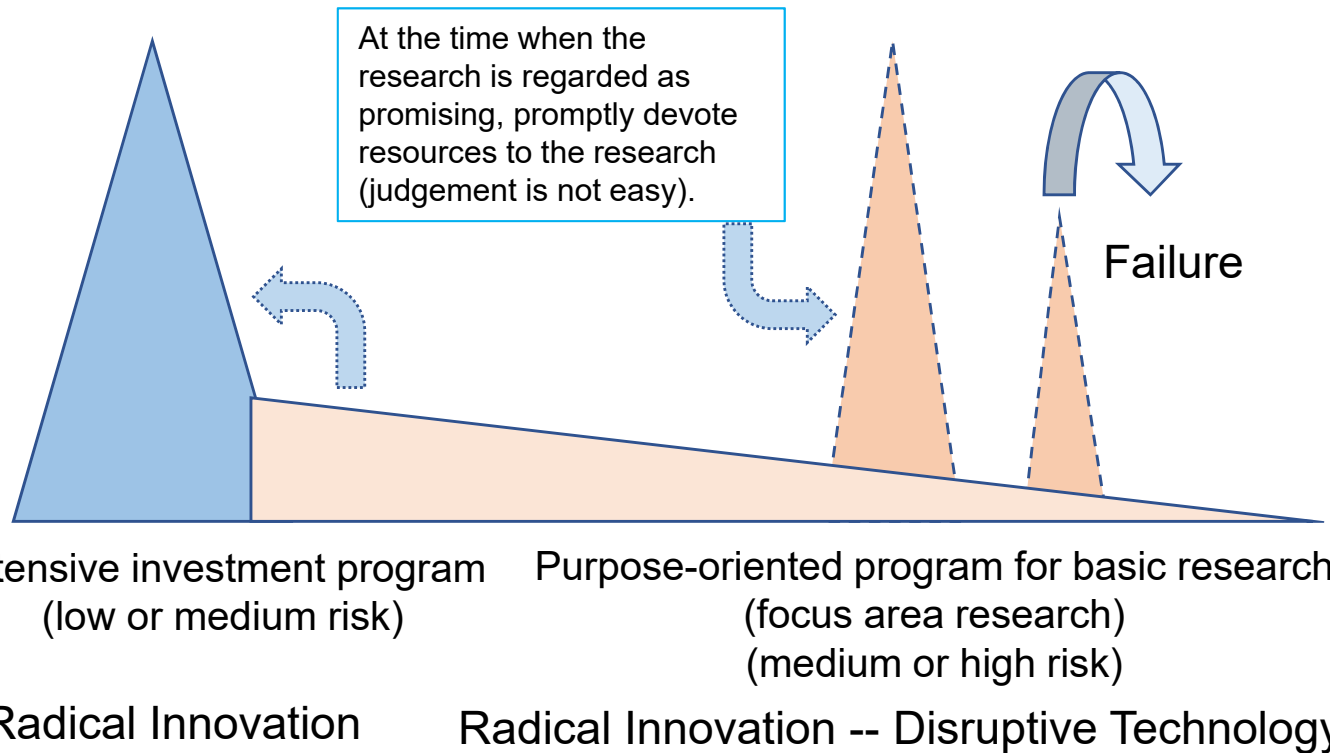 At the time when the
research is regarded as
promising, promptly devote
resources to the research
(judgement is not easy).
Failure
tensive investment program
(low or medium risk)
Purpose-oriented program for basic research
(focus area research)
(medium or high risk)
Radical Innovation
Radical Innovation -- Disruptive Technology